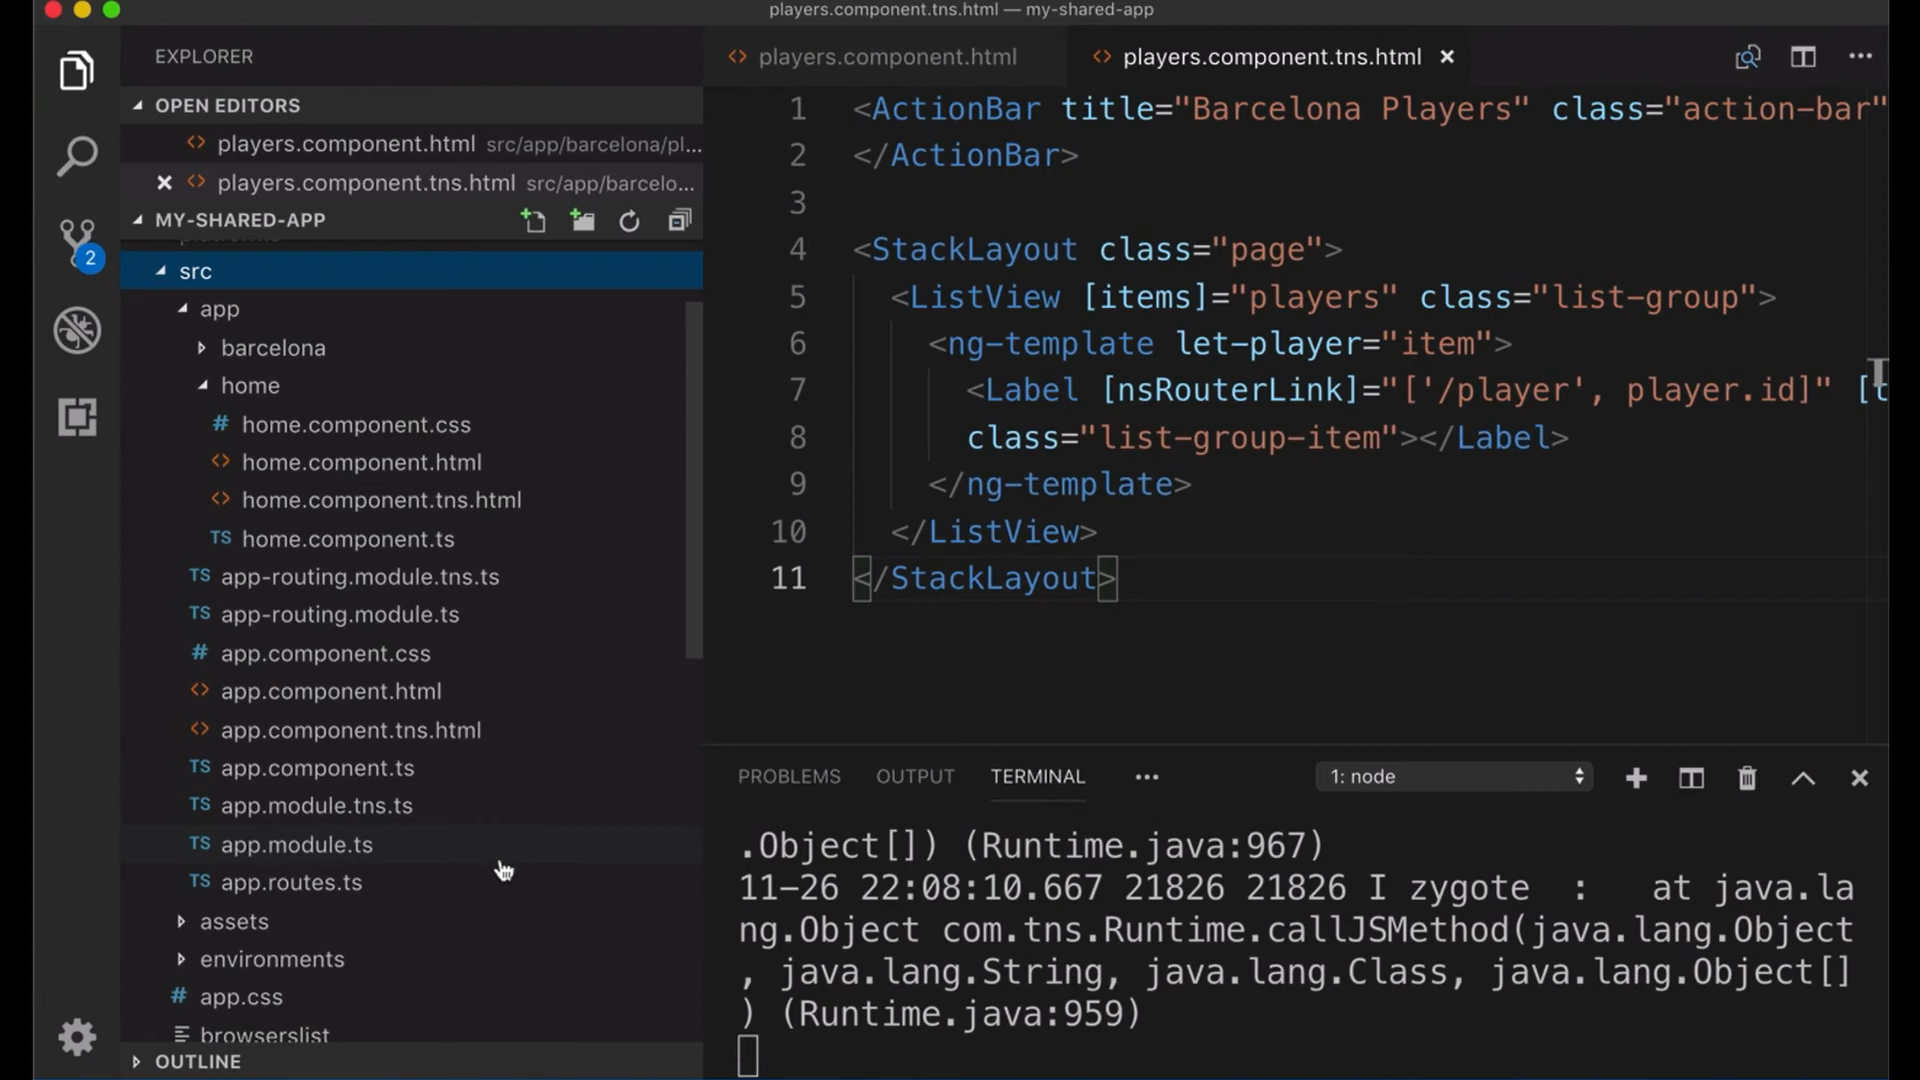 players.component.tns.html — my-shared-app
EXPLORER
OPEN EDITORS
players.component.html src/app/barcelona/pl...
players.component.tns.html src/app/barcelo...
MY-SHARED-APP
src
app
barcelona
home
home.component.css
home.component.html
home.component.tns.html
TS home.component.ts
TS app-routing.module.tns.ts
TS app-routing.module.ts
# app.component.css
app.component.html
app.component.tns.html
TS app.component.ts
TS app.module.tns.ts
TS app.module.ts
TS app.routes.ts
assets
environments
# app.css
browserslist
OUTLINE
2
players.component.html
players.component.tns.html
1 <ActionBar title="Barcelona Players" class="action-bar"
2 </ActionBar>
3
4 <StackLayout class="page">
5 <ListView [items]="players" class="list-group">
6 <ng-template let-player="item">
7 <Label [nsRouterLink]="['/player', player.id]" [t
8 class="list-group-item"></Label>
9 </ng-template>
10 </ListView>
11 </StackLayout>
PROBLEMS OUTPUT TERMINAL ... 1: node
.Object[]) (Runtime.java:967)
11-26 22:08:10.667 21826 21826 I zygote : at java.la
ng.Object com.tns.Runtime.callJSMethod(java.lang.Object
, java.lang.String, java.lang.Class, java.lang.Object[]
) (Runtime.java:959)